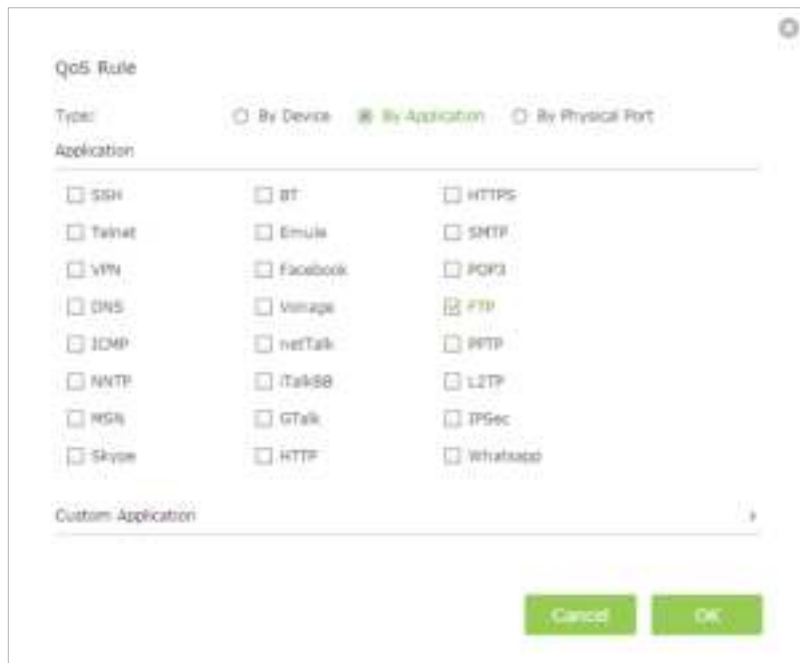 QoS Rule
Type: By Device By Application By Physical Port
Application
SSH BT HTTPS
Telnet Emule SMTP
VPN Facebook POP3
DNS Vonage FTP
ICMP netTalk PPTP
NNTP iTalkBB L2TP
MSN GTalk IPSec
Skype HTTP Whatsapp
Custom Application
Cancel OK